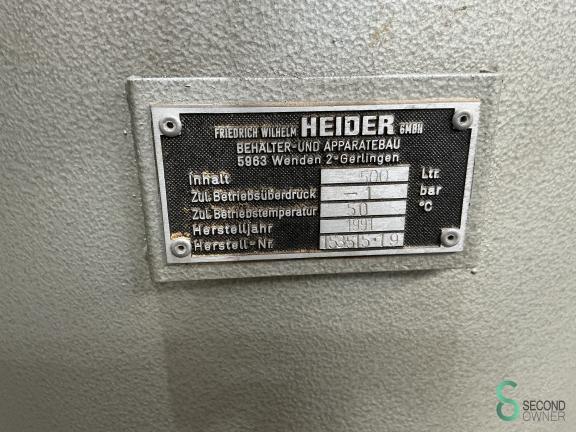 FRIEDRICH WILHELM HEIDER GMBH
BEHÄLTER-UND APPARATEBAU
5963 Wenden 2-Gerlingen
Inhalt 500 Ltr.
Zul. Betriebsüberdruck -1 bar
Zul. Betriebstemperatur 50 °C
Herstelljahr 1991
Herstell-Nr.
SECOND
OWNER